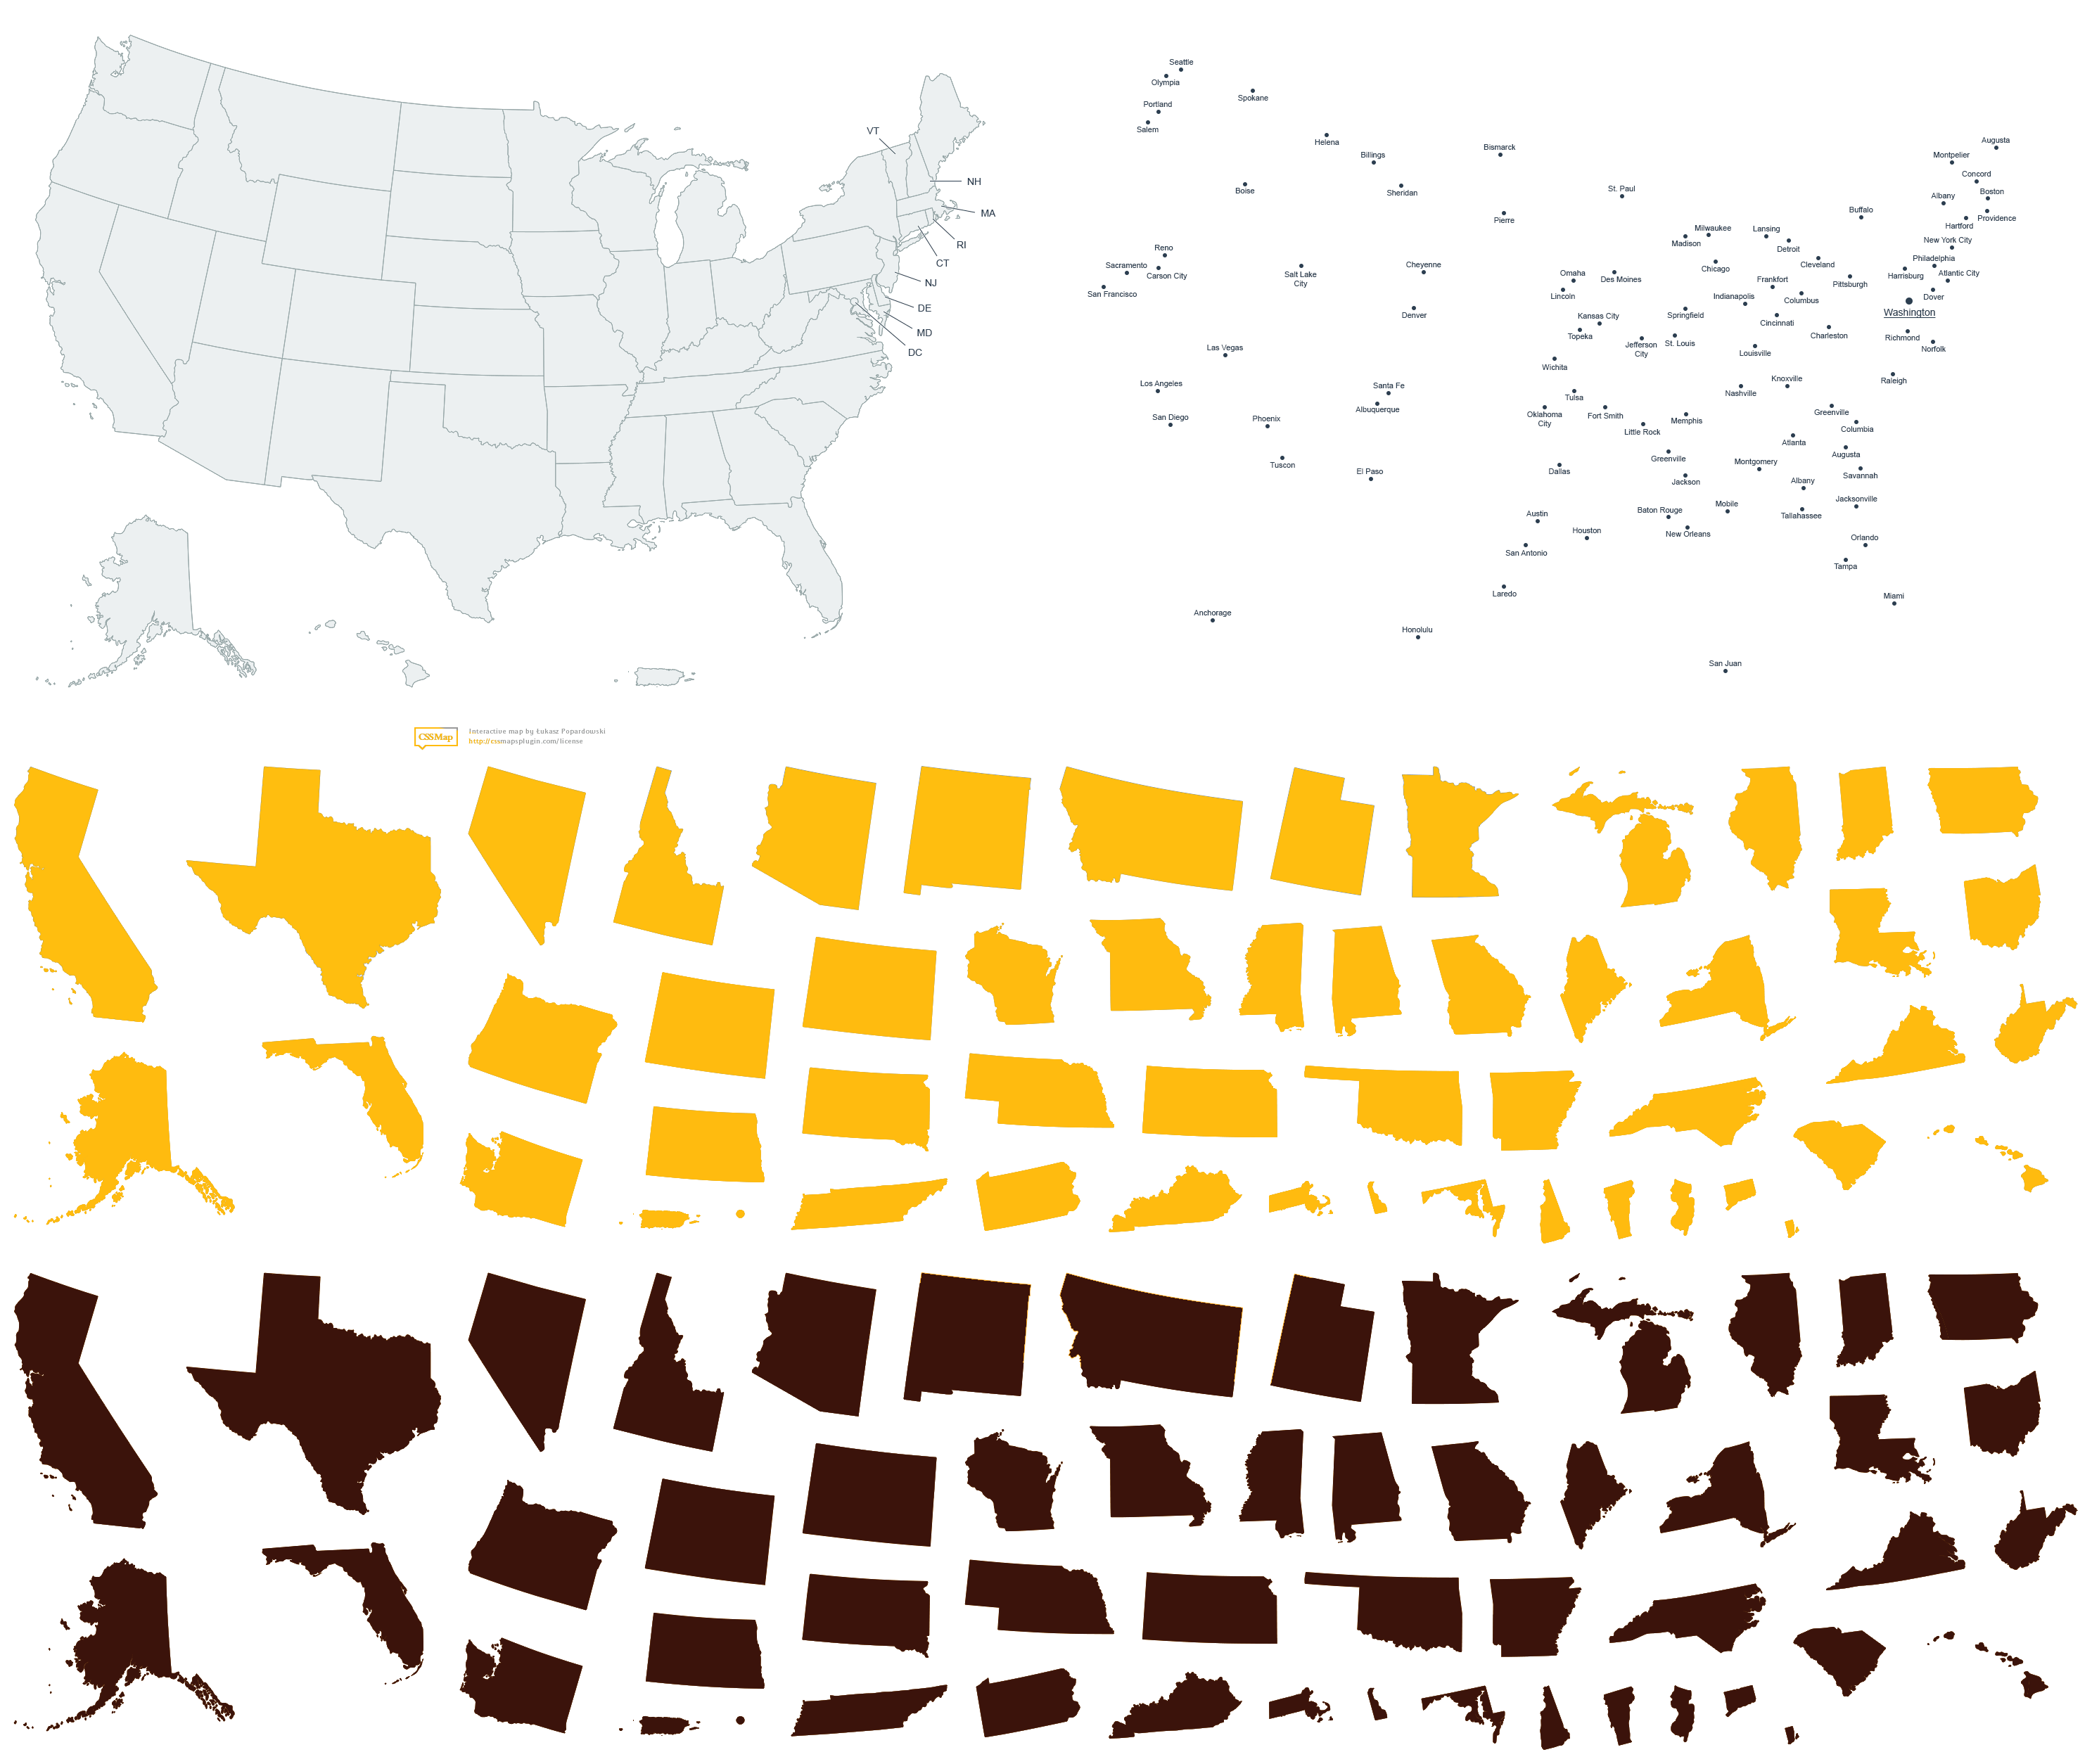 VT
NH
MA
RI
CT
NJ
DE
MD
DC
Seattle
Olympia
Spokane
Portland
Salem
Helena
Billings
Bismarck
Augusta
Montpelier
Concord
Boise
Sheridan
St. Paul
Boston
Albany
Pierre
Buffalo
Providence
Hartford
Milwaukee
Lansing
Madison
Detroit
New York City
Reno
Sacramento
Carson City
San Francisco
Salt Lake
City
Cheyenne
Omaha
Des Moines
Chicago
Cleveland
Philadelphia
Harrisburg
Atlantic City
Lincoln
Frankfort
Pittsburgh
Indianapolis
Columbus
Dover
Denver
Kansas City
Springfield
Cincinnati
Washington
Topeka
Jefferson
City
St. Louis
Charleston
Richmond
Norfolk
Las Vegas
Louisville
Wichita
Los Angeles
Santa Fe
Albuquerque
Tulsa
Nashville
Knoxville
Raleigh
San Diego
Phoenix
Oklahoma
City
Fort Smith
Memphis
Greenville
Columbia
Little Rock
Atlanta
Tuscon
El Paso
Dallas
Greenville
Montgomery
Augusta
Savannah
Jackson
Albany
Austin
Houston
Baton Rouge
Mobile
Jacksonville
Tallahassee
New Orleans
San Antonio
Orlando
Tampa
Laredo
Miami
Anchorage
Honolulu
San Juan
CSSMap
Interactive map by Łukasz Popardowski
http://cssmapsplugin.com/license